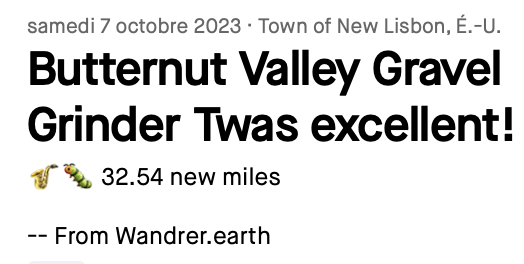 samedi 7 octobre 2023 · Town of New Lisbon, É.-U.
Butternut Valley Gravel
Grinder Twas excellent!
🎷🐛 32.54 new miles
-- From Wandrer.earth